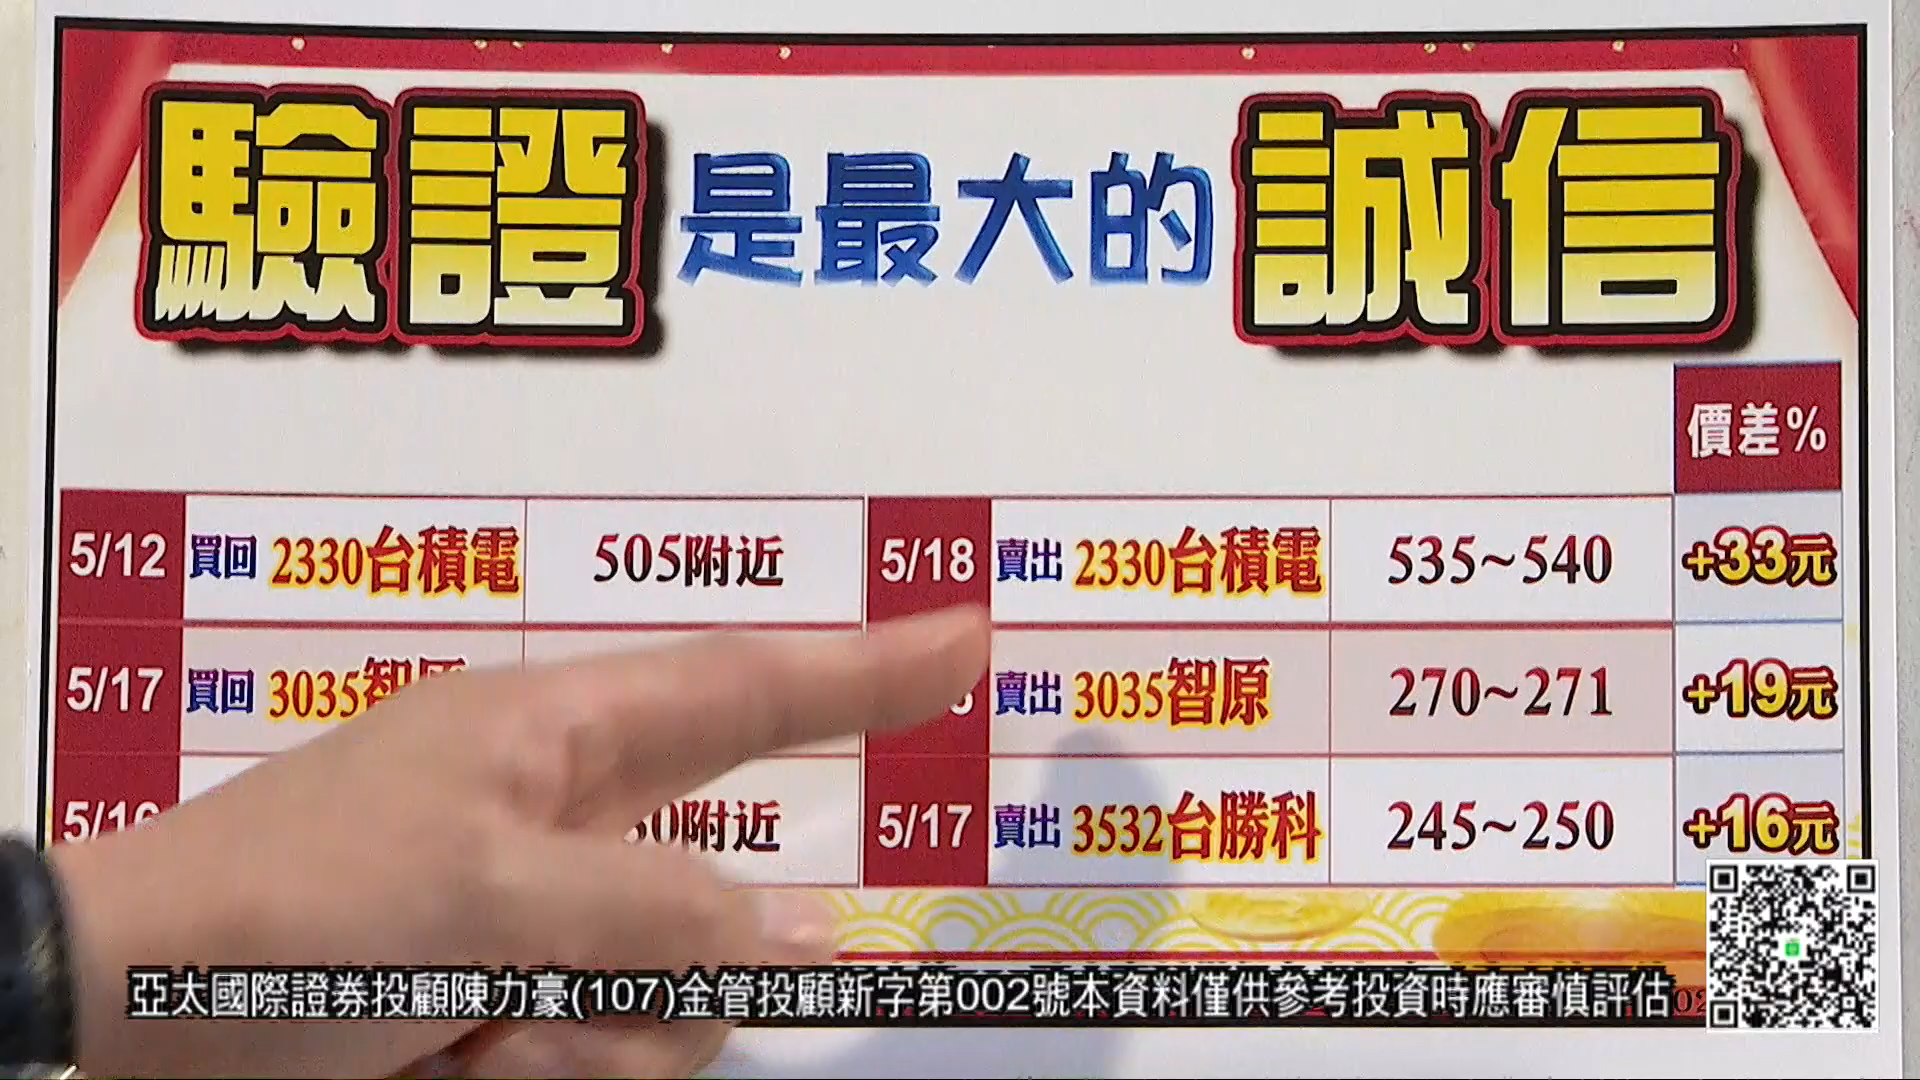 驗證是最大的誠信
價差%
5/12 買回 2330台積電 505附近 5/18 賣出 2330台積電 535~540 +33元
5/17 買回 3035智原 賣出 3035智原 270~271 +19元
附近 5/17 賣出 3532台勝科 245~250 +16元
亞太國際證券投顧陳力豪(107)金管投顧新字第002號本資料僅供參考投資時應審慎評估